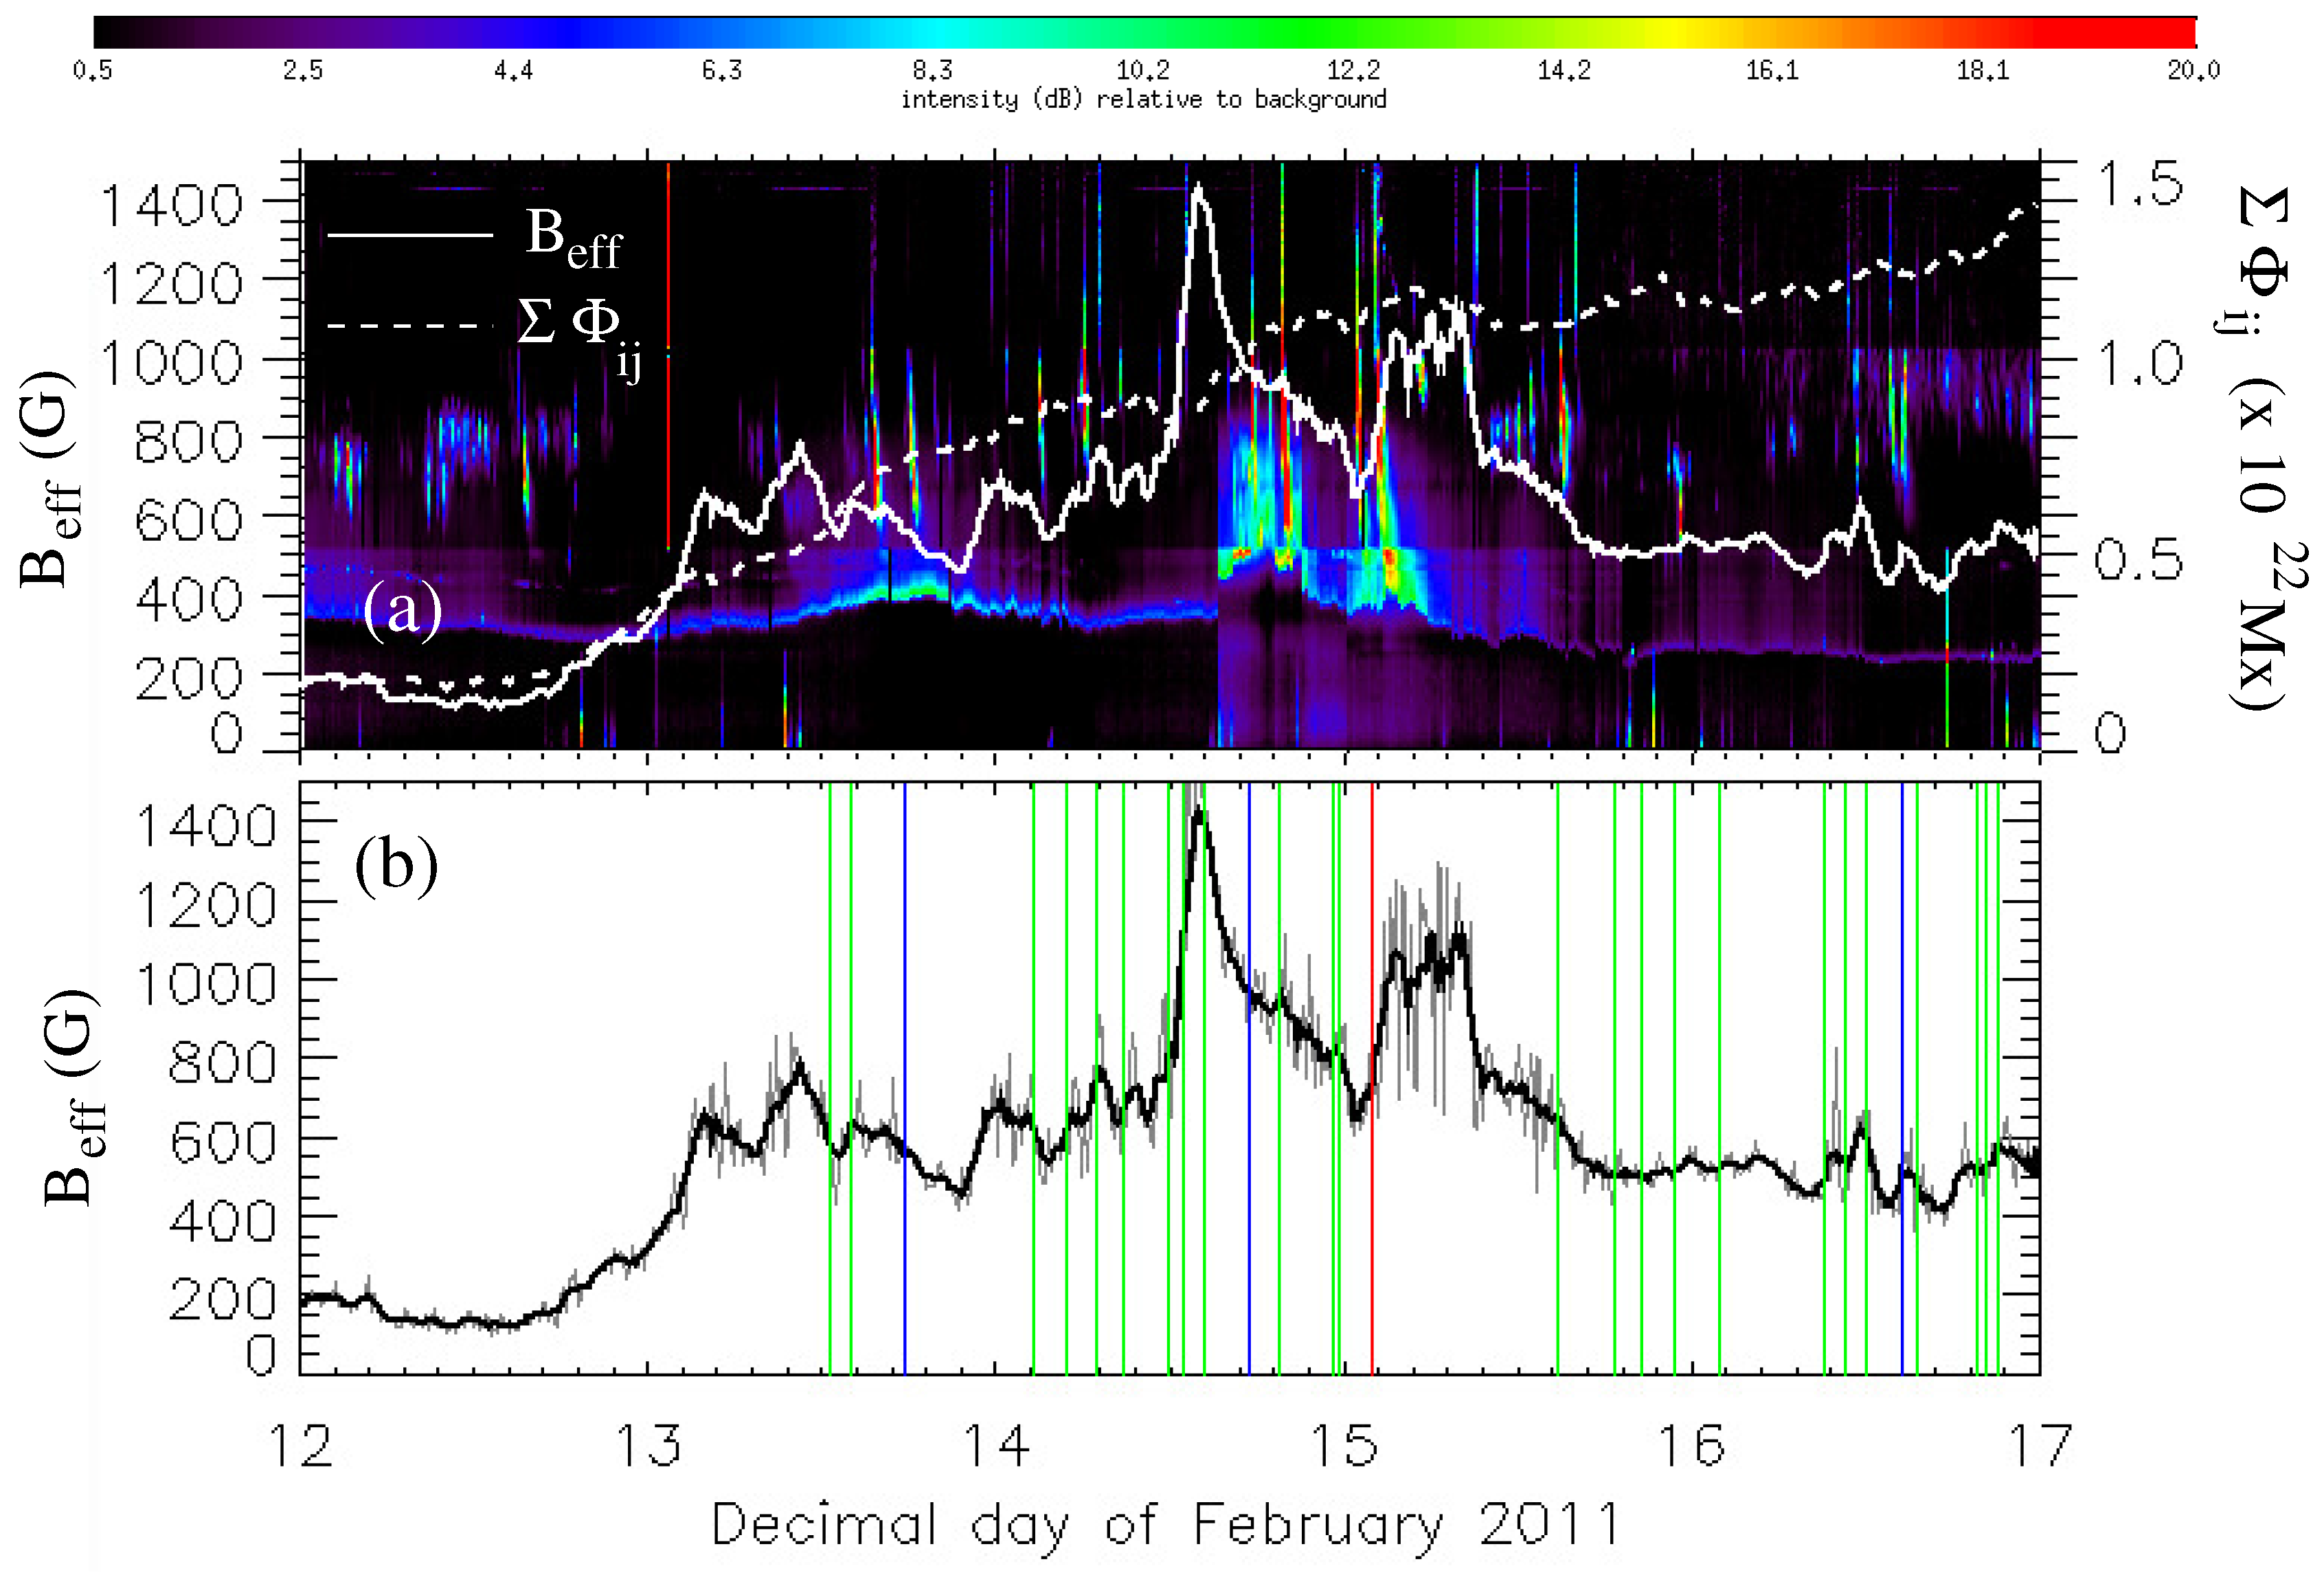 0.5 2.5 4.4 6.3 8.3 10.2 12.2 14.2 16.1 18.1 20.0
intensity (dB) relative to background
B_eff (G)
1400
1200
1000
800
600
400
200
0
B_eff
Σ Φ_ij
(a)
1.5
1.0
0.5
0
Σ Φ_ij (x 10^22 Mx)
B_eff (G)
1400
1200
1000
800
600
400
200
0
(b)
12 13 14 15 16 17
Decimal day of February 2011